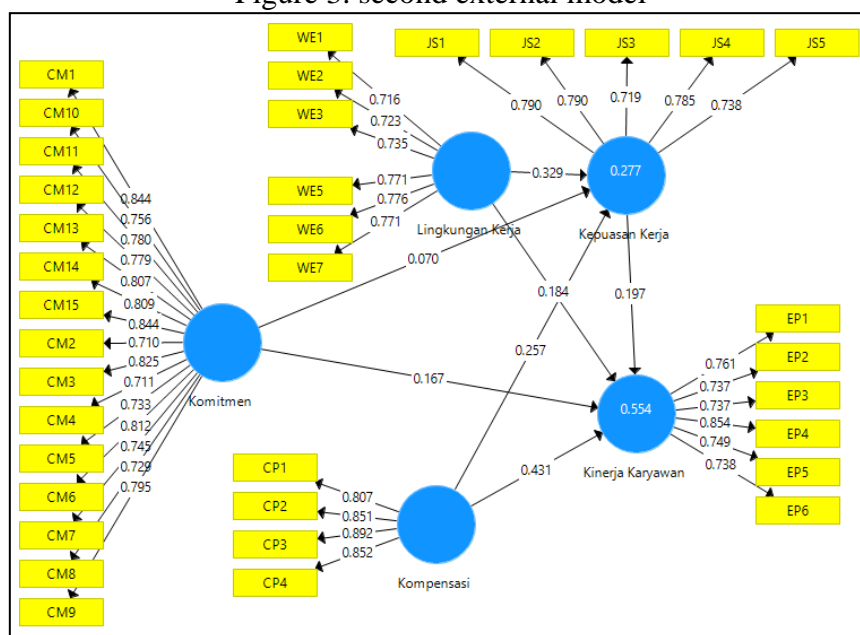 Figure 3. second external model
CM1
CM10
CM11
CM12
CM13
CM14
CM15
CM2
CM3
CM4
CM5
CM6
CM7
CM8
CM9
0.844
0.756
0.780
0.779
0.807
0.809
0.844
0.710
0.825
0.711
0.733
0.812
0.745
0.729
0.795
Komitmen
WE1
WE2
WE3
WE5
WE6
WE7
0.716
0.723
0.735
0.771
0.776
0.771
Lingkungan Kerja
JS1
JS2
JS3
JS4
JS5
0.790
0.790
0.719
0.785
0.738
0.277
Kepuasan Kerja
0.329
0.070
0.184
0.197
0.257
0.167
0.431
CP1
CP2
CP3
CP4
0.807
0.851
0.892
0.852
Kompensasi
0.554
Kinerja Karyawan
0.761
0.737
0.737
0.854
0.749
0.738
EP1
EP2
EP3
EP4
EP5
EP6